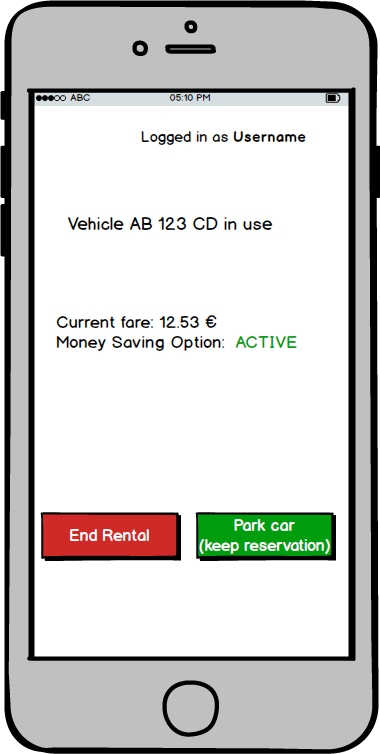 ABC 05:10 PM
Logged in as Username
Vehicle AB 123 CD in use
Current fare: 12.53 €
Money Saving Option: ACTIVE
End Rental
Park car
(keep reservation)